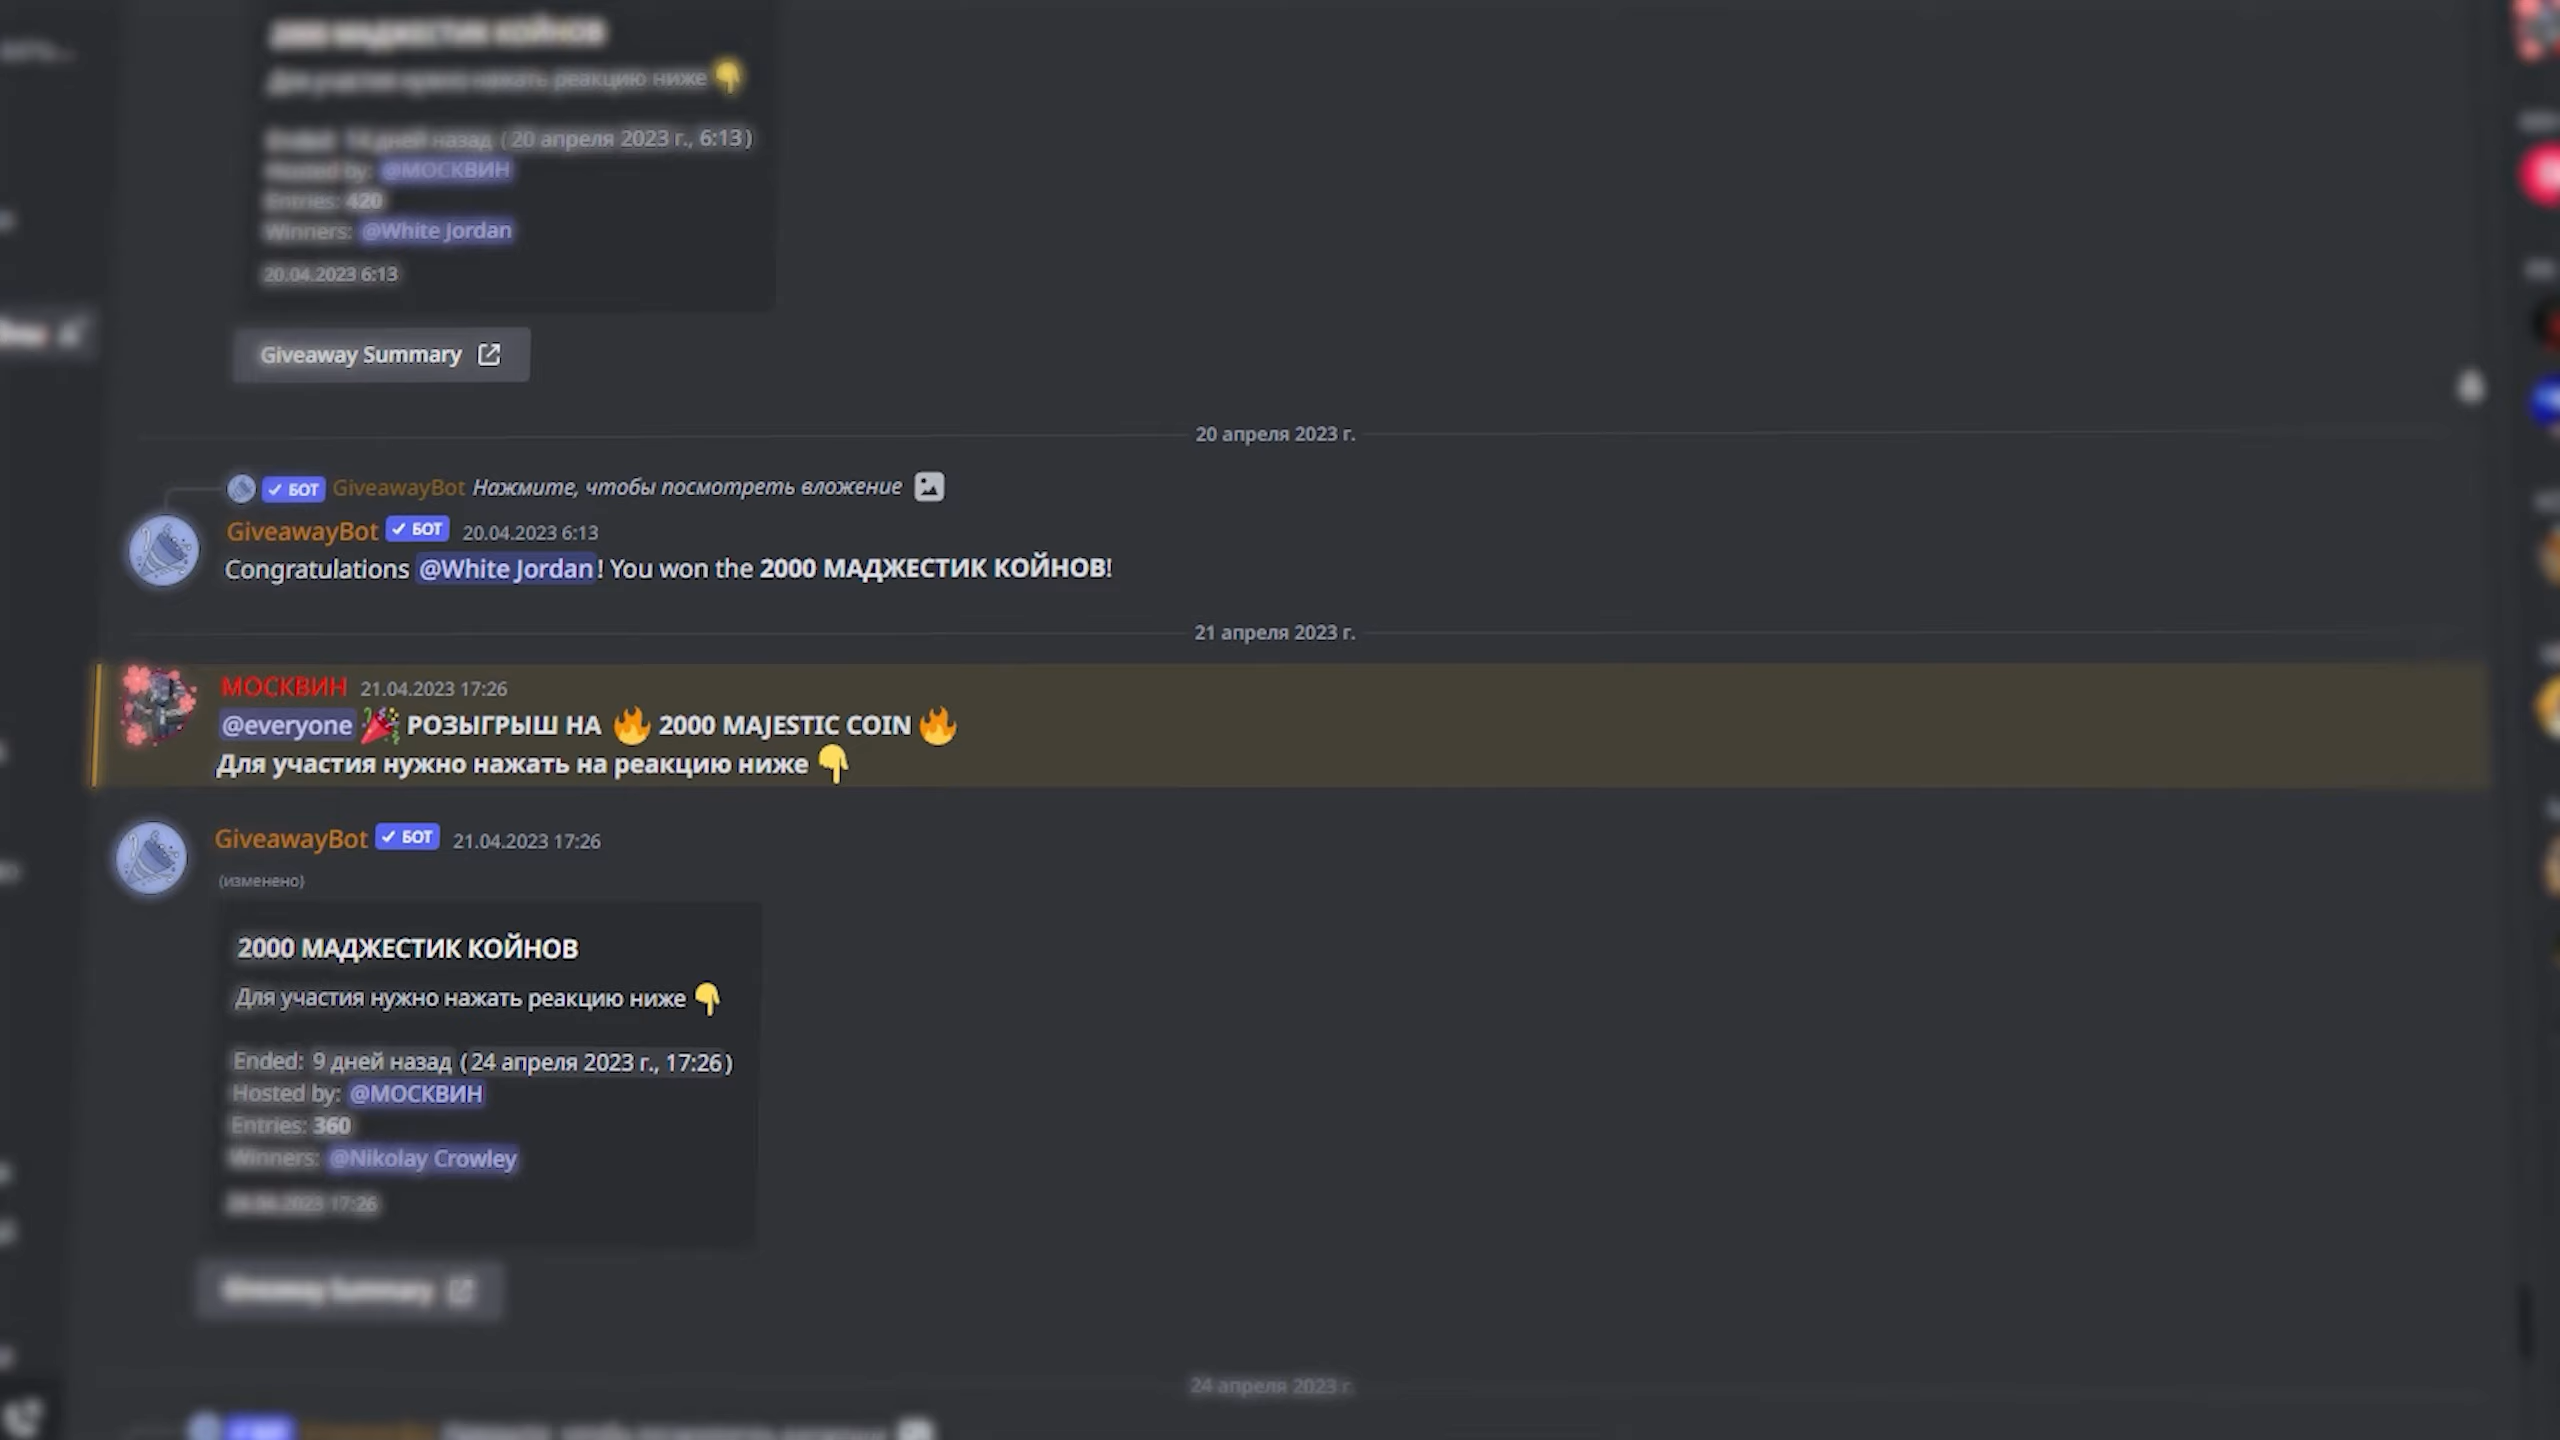 2000 МАДЖЕСТИК КОЙНОВ
Для участия нужно нажать реакцию ниже 👇
Ended: 14 дней назад (20 апреля 2023 г., 6:13)
Hosted by: @МОСКВИН
Entries: 420
Winners: @White Jordan
20.04.2023 6:13
Giveaway Summary
20 апреля 2023 г.
✓ БОТ GiveawayBot Нажмите, чтобы посмотреть вложение
GiveawayBot ✓ БОТ 20.04.2023 6:13
Congratulations @White Jordan! You won the 2000 МАДЖЕСТИК КОЙНОВ!
21 апреля 2023 г.
МОСКВИН 21.04.2023 17:26
@everyone 🎉 РОЗЫГРЫШ НА 🔥 2000 MAJESTIC COIN 🔥
Для участия нужно нажать на реакцию ниже 👇
GiveawayBot ✓ БОТ 21.04.2023 17:26
(изменено)
2000 МАДЖЕСТИК КОЙНОВ
Для участия нужно нажать реакцию ниже 👇
Ended: 9 дней назад (24 апреля 2023 г., 17:26)
Hosted by: @МОСКВИН
Entries: 360
Winners: @Nikolay Crowley
24.04.2023 17:26
Giveaway Summary
24 апреля 2023 г.